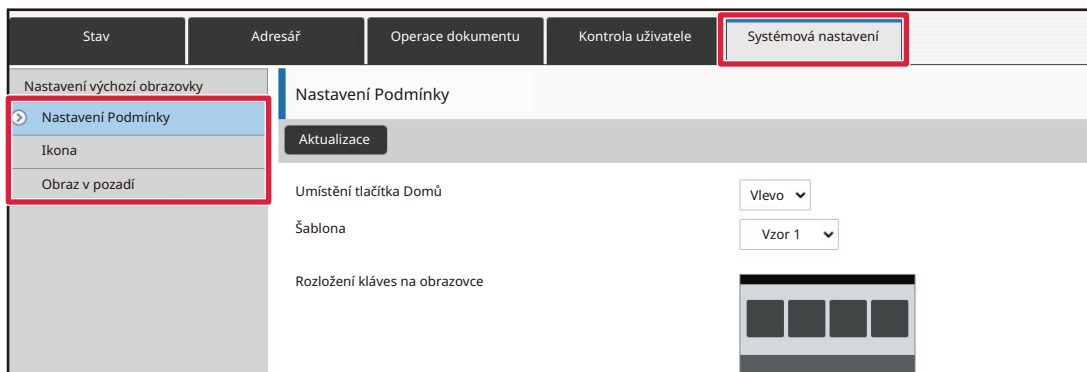 Stav
Adresář
Operace dokumentu
Kontrola uživatele
Systémová nastavení
Nastavení výchozí obrazovky
Nastavení Podmínky
Ikona
Obraz v pozadí
Nastavení Podmínky
Aktualizace
Umístění tlačítka Domů
Vlevo
Šablona
Vzor 1
Rozložení kláves na obrazovce